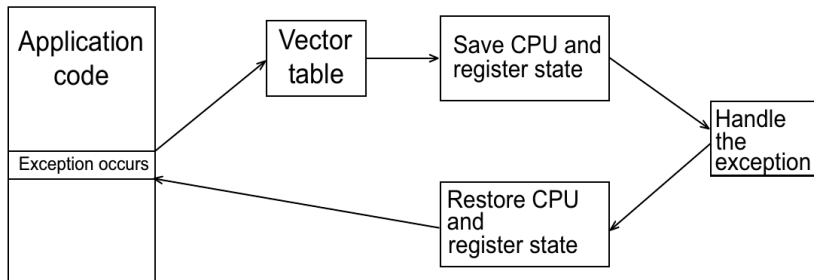 Application
code
Vector
table
Save CPU and
register state
Exception occurs
Handle
the
exception
Restore CPU
and
register state